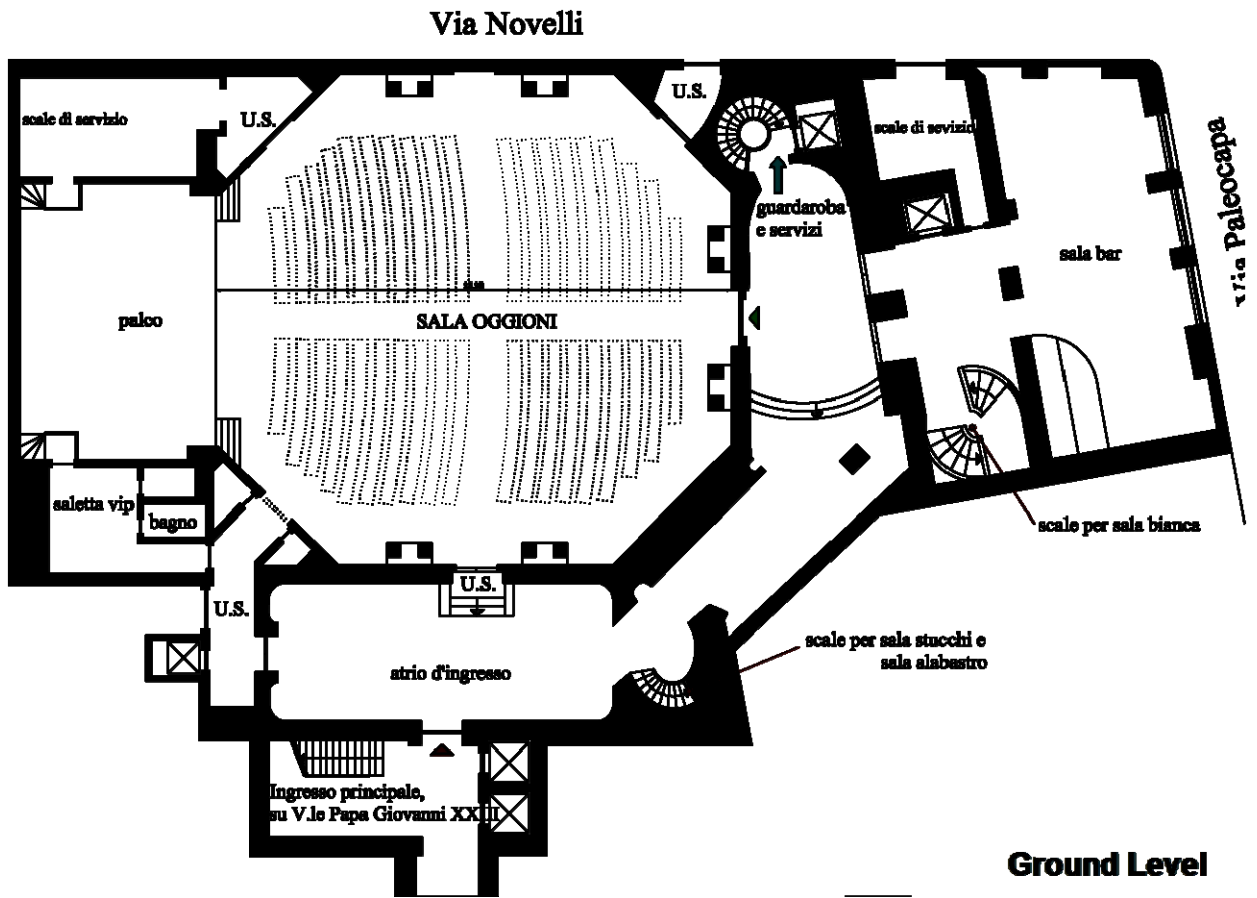 Via Novelli
scale di servizio
U.S.
U.S.
scale di sevizio
Via Paleocapa
guardaroba
e servizi
sala bar
palco
SALA OGGIONI
saletta vip
bagno
scale per sala bianca
U.S.
U.S.
scale per sala stucchi e
sala alabastro
atrio d'ingresso
Ingresso principale,
su V.le Papa Giovanni XXIII
Ground Level